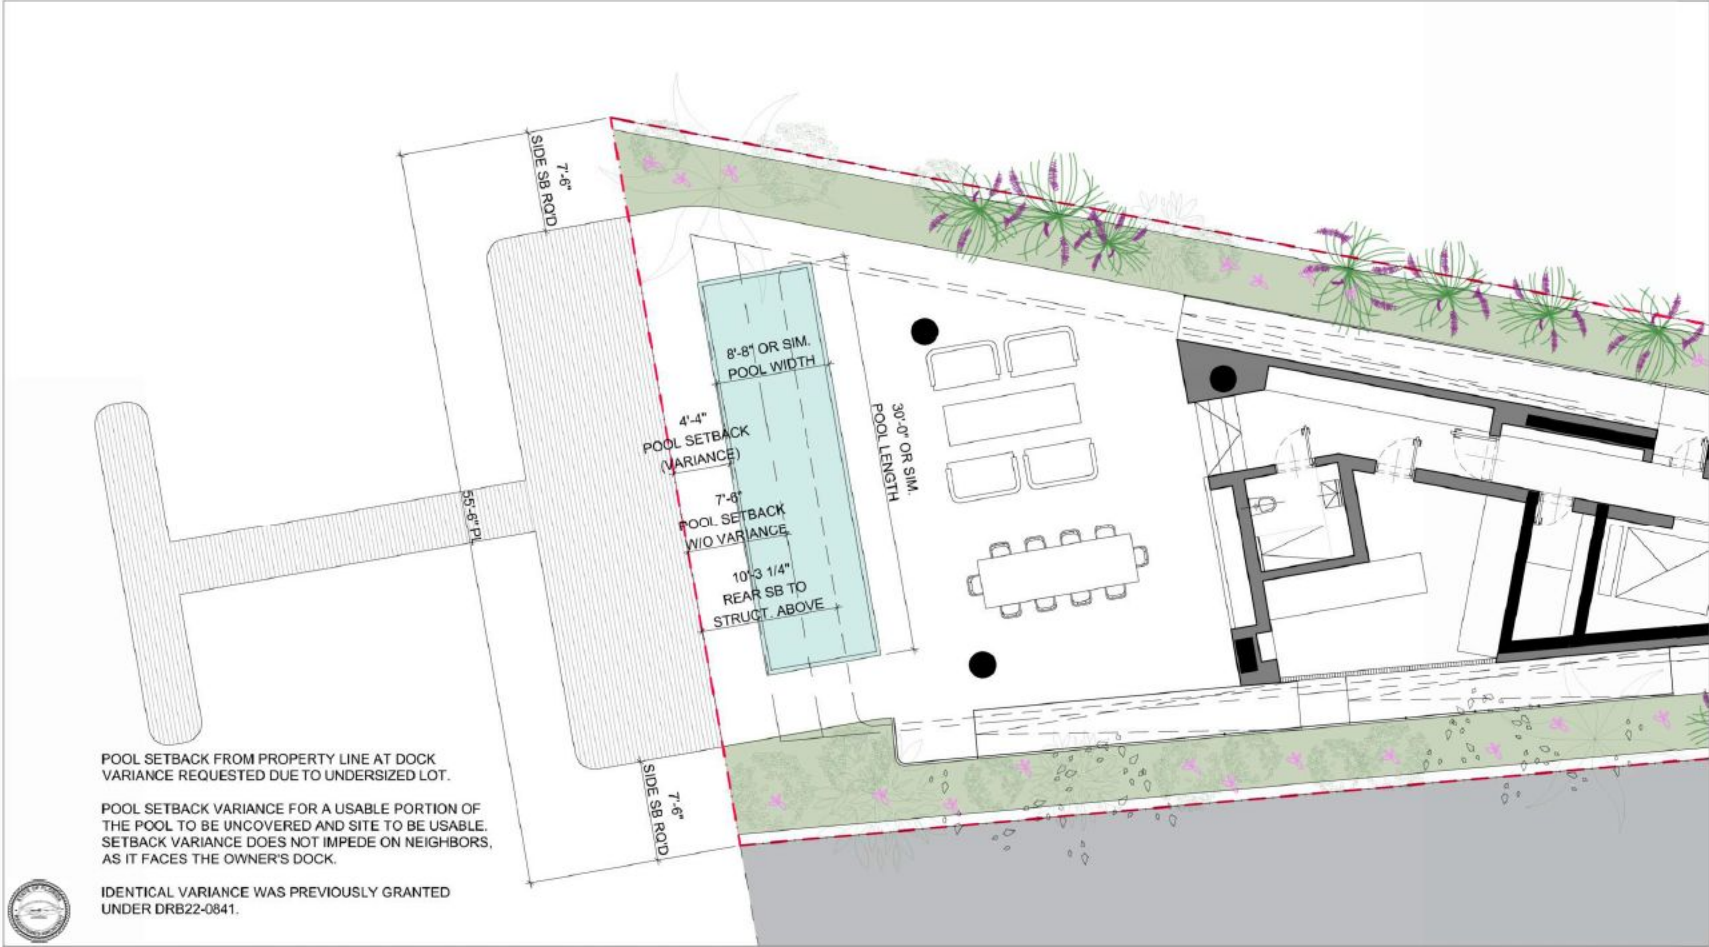 7'-6"
SIDE SB RQ'D
8'-8" OR SIM.
POOL WIDTH
4'-4"
POOL SETBACK
(VARIANCE)
30'-0" OR SIM.
POOL LENGTH
7'-6"
POOL SETBACK
W/O VARIANCE
55'-6" PL
10'-3 1/4"
REAR SB TO
STRUCT. ABOVE
7'-6"
SIDE SB RQ'D
POOL SETBACK FROM PROPERTY LINE AT DOCK
VARIANCE REQUESTED DUE TO UNDERSIZED LOT.
POOL SETBACK VARIANCE FOR A USABLE PORTION OF
THE POOL TO BE UNCOVERED AND SITE TO BE USABLE.
SETBACK VARIANCE DOES NOT IMPEDE ON NEIGHBORS,
AS IT FACES THE OWNER'S DOCK.
IDENTICAL VARIANCE WAS PREVIOUSLY GRANTED
UNDER DRB22-0841.
STATE OF FLORIDA